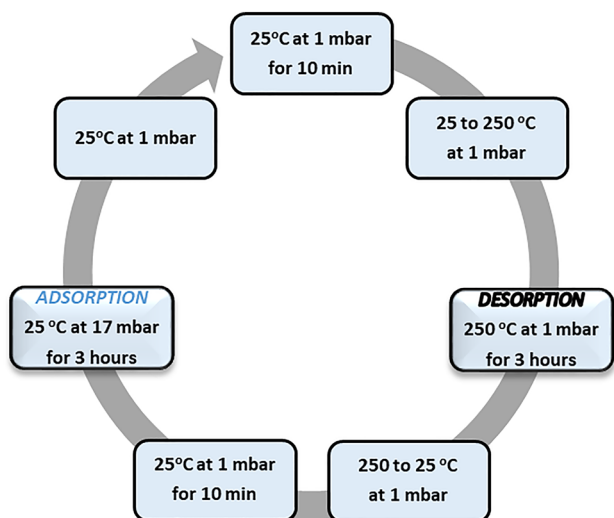 25°C at 1 mbar
for 10 min
25 to 250 °C
at 1 mbar
DESORPTION
250 °C at 1 mbar
for 3 hours
250 to 25 °C
at 1 mbar
25°C at 1 mbar
for 10 min
ADSORPTION
25 °C at 17 mbar
for 3 hours
25°C at 1 mbar